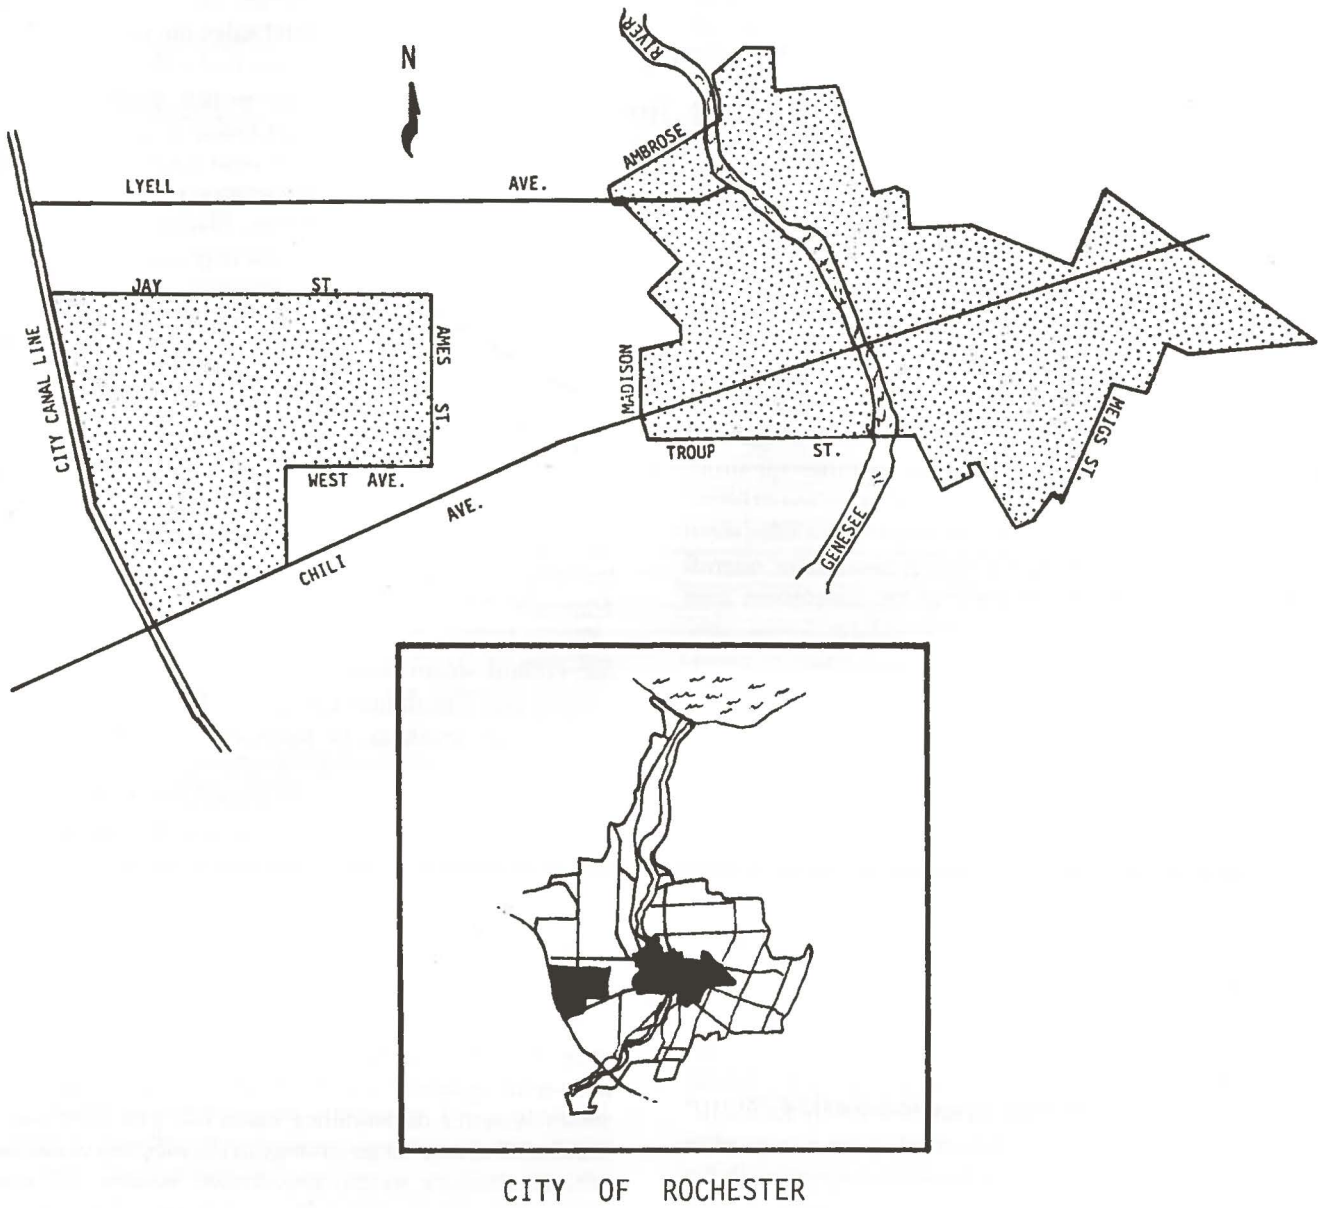 RIVER
N
AMBROSE
LYELL AVE.
JAY ST.
CITY CANAL LINE
AMES ST.
MADISON
WEST AVE.
TROUP ST.
MEIGS ST.
CHILI AVE.
GENESEE
CITY OF ROCHESTER